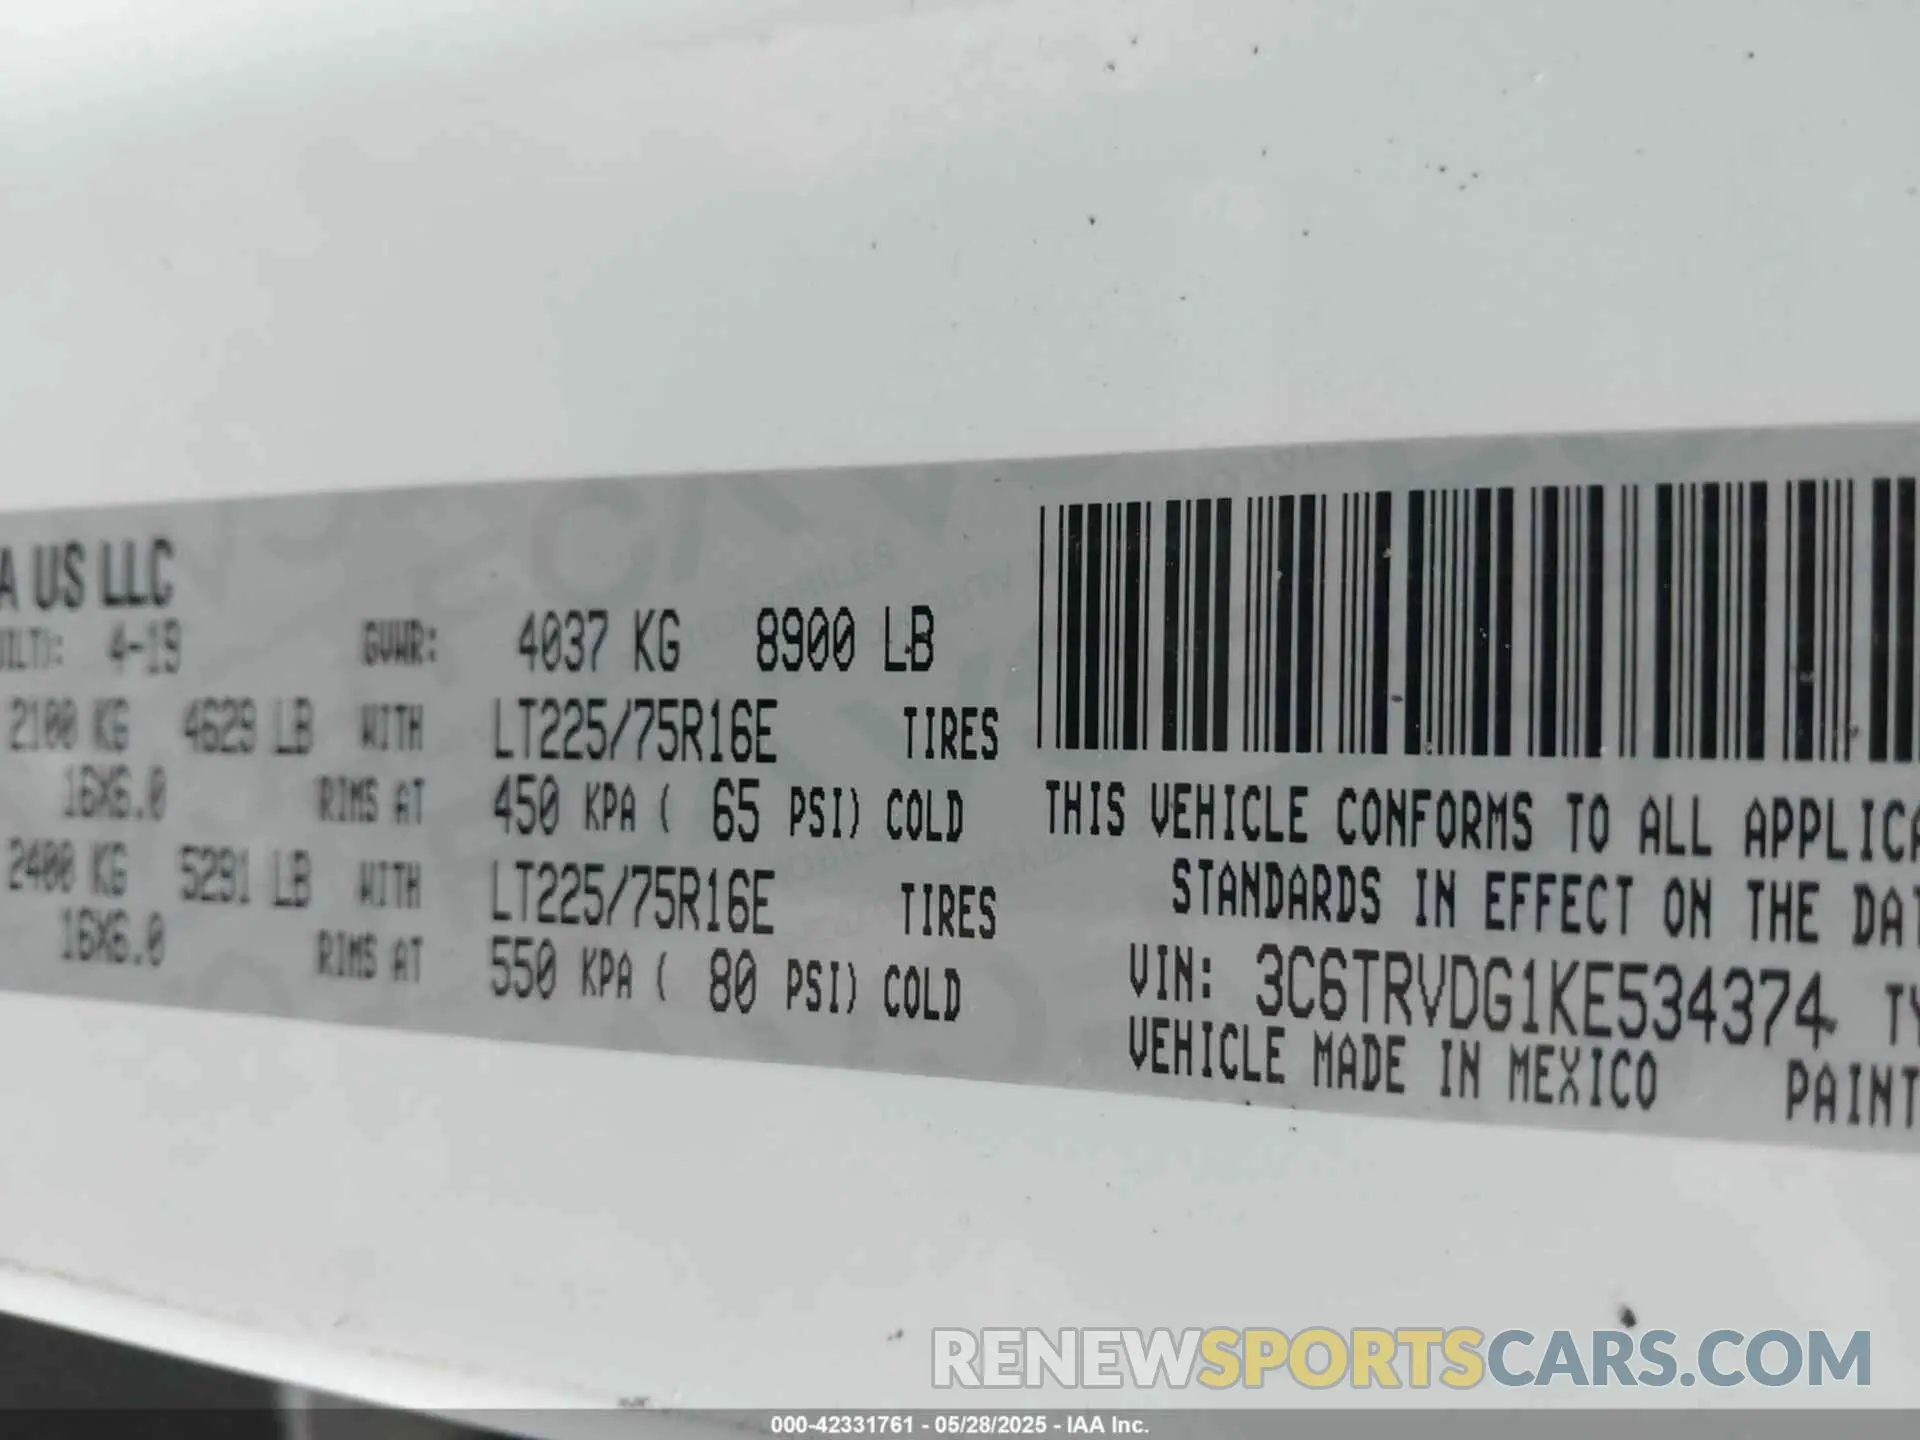 A US LLC
UILT): 4-19 GVWR: 4037 KG 8900 LB
2100 KG 4629 LB WITH LT225/75R16E TIRES
16X6.0 RIMS AT 450 KPA ( 65 PSI) COLD
2400 KG 5291 LB WITH LT225/75R16E TIRES
16X6.0 RIMS AT 550 KPA ( 80 PSI) COLD
THIS VEHICLE CONFORMS TO ALL APPLICA
STANDARDS IN EFFECT ON THE DAT
VIN: 3C6TRVDG1KE534374 TY
VEHICLE MADE IN MEXICO PAINT
RENEWSPORTSCARS.COM
000-42331761 - 05/28/2025 - IAA Inc.